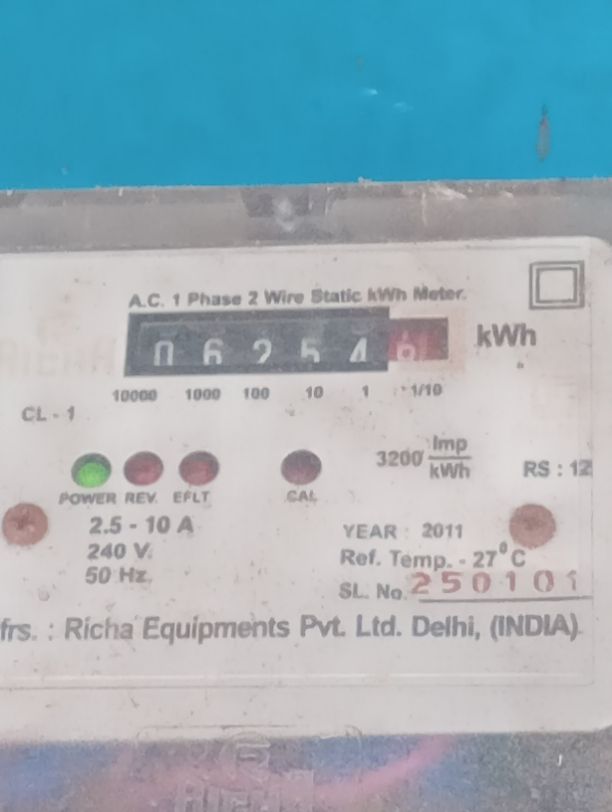 A.C. 1 Phase 2 Wire Static kWh Meter.
0 6 2 5 4 6 kWh
10000 1000 100 10 1 1/10
CL - 1
3200 Imp/kWh
RS : 12
POWER REV. EFLT CAL
2.5 - 10 A
240 V.
50 Hz.
YEAR : 2011
Ref. Temp. - 27°C
SL. No. 250101
frs. : Richa Equipments Pvt. Ltd. Delhi, (INDIA)